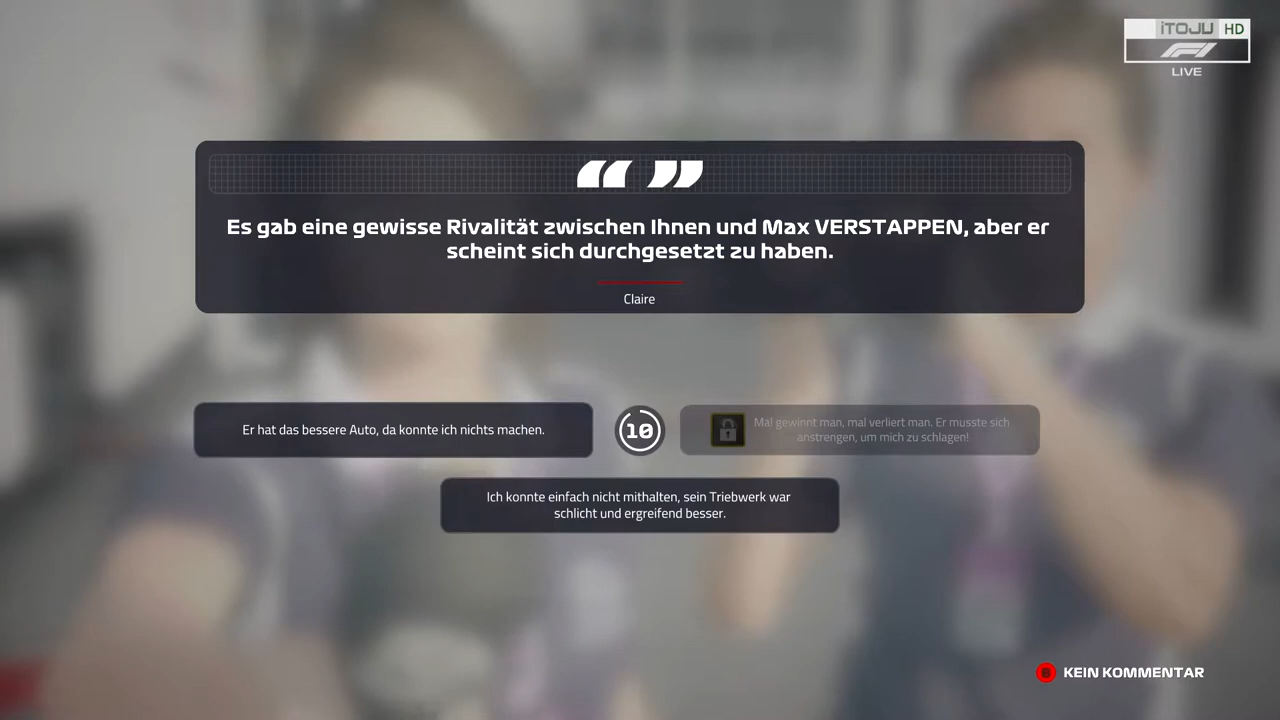 iTOJU HD
F1
LIVE
Es gab eine gewisse Rivalität zwischen Ihnen und Max VERSTAPPEN, aber er
scheint sich durchgesetzt zu haben.
Claire
Er hat das bessere Auto, da konnte ich nichts machen.
10
Mal gewinnt man, mal verliert man. Er musste sich
anstrengen, um mich zu schlagen!
Ich konnte einfach nicht mithalten, sein Triebwerk war
schlicht und ergreifend besser.
B KEIN KOMMENTAR